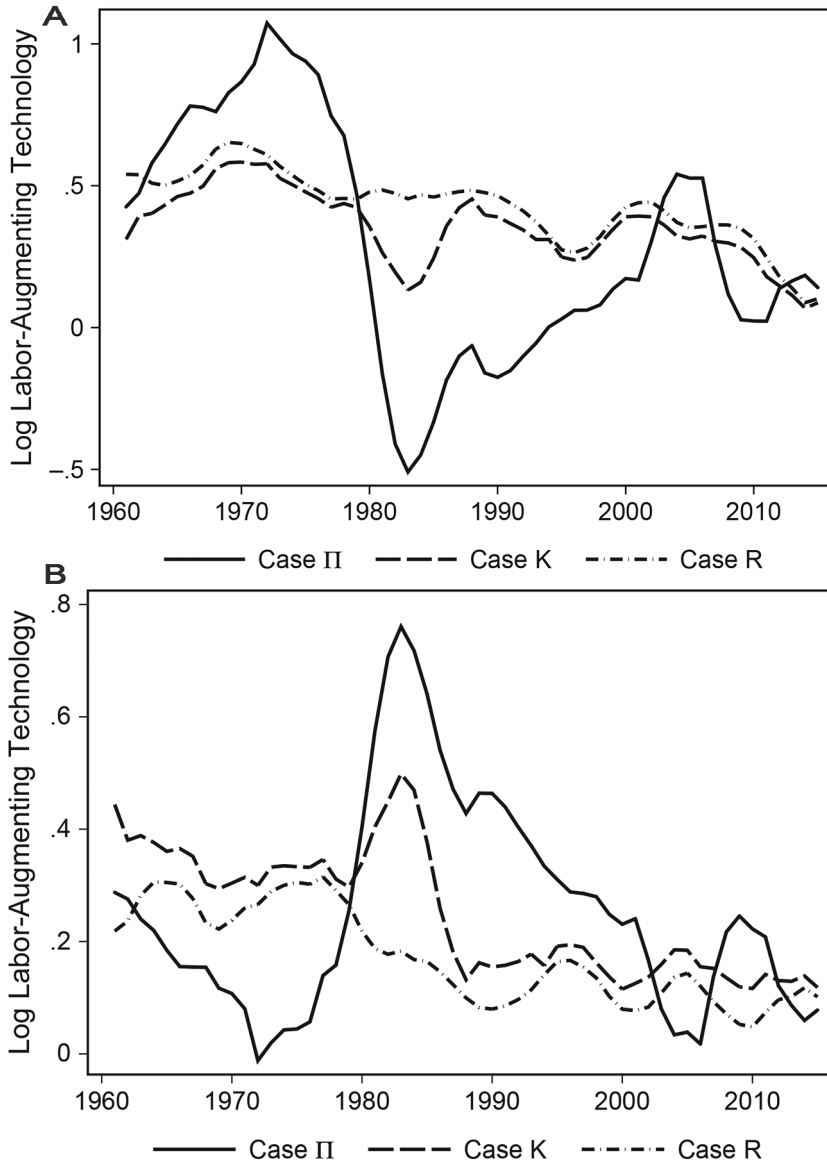 A
Log Labor-Augmenting Technology
1
.5
0
–.5
1960 1970 1980 1990 2000 2010
Case Π Case K Case R
B
Log Labor-Augmenting Technology
.8
.6
.4
.2
0
1960 1970 1980 1990 2000 2010
Case Π Case K Case R